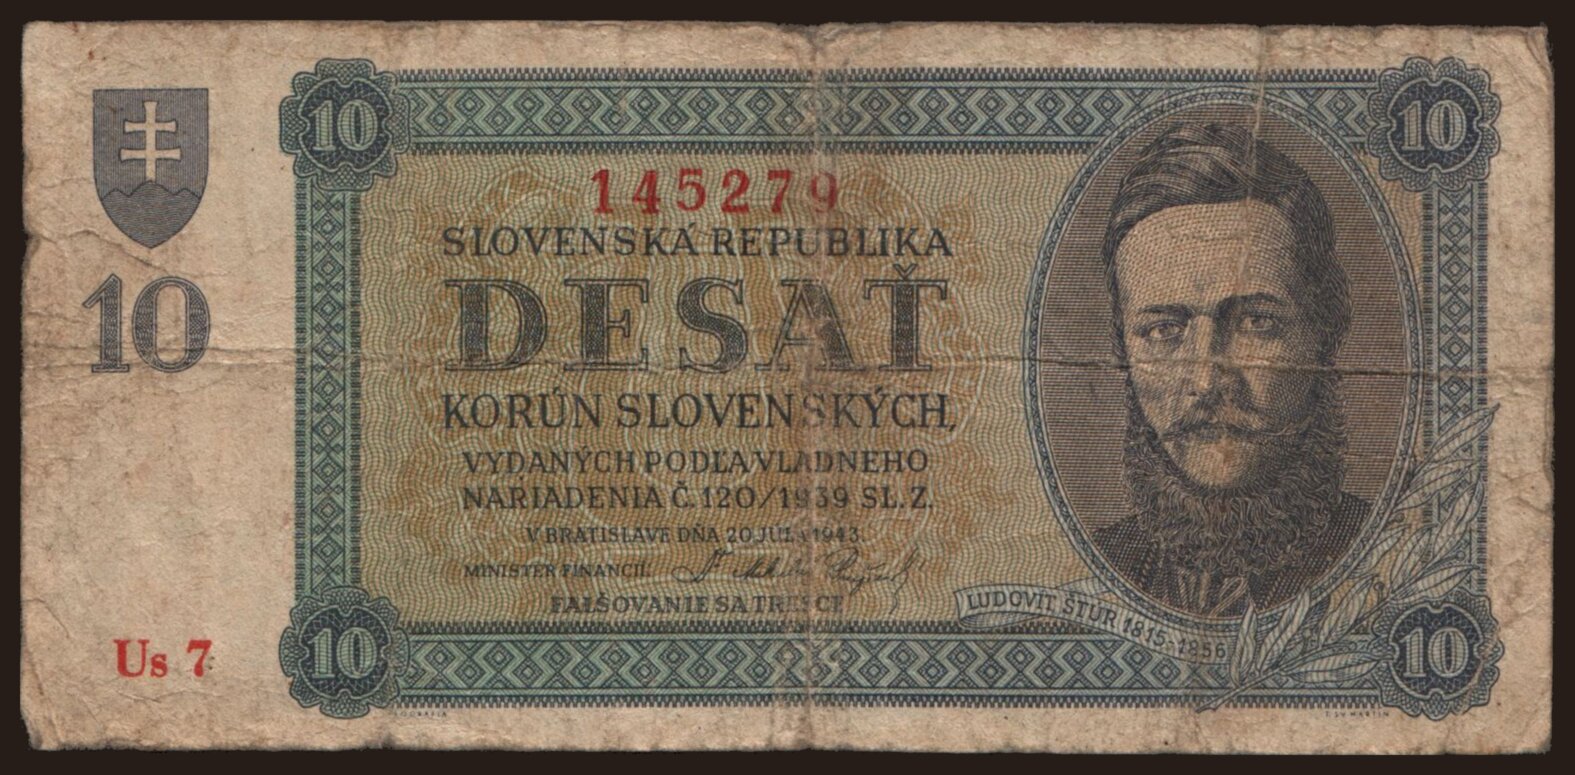 10
10
145279
SLOVENSKÁ REPUBLIKA
DESAŤ
10
KORÚN SLOVENSKÝCH,
VYDANÝCH PODĽA VLÁDNEHO
NARIADENIA Č. 120/1939 SL. Z.
V BRATISLAVE DŇA 20. JÚLA 1943.
MINISTER FINANCIÍ:
FALŠOVANIE SA TRESCE
ĽUDOVÍT ŠTÚR 1815-1856
Us 7
10
10